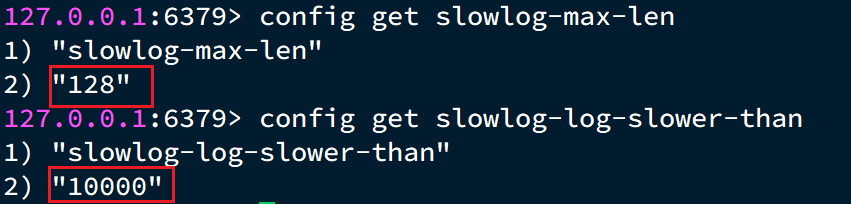 127.0.0.1:6379> config get slowlog-max-len
1) "slowlog-max-len"
2) "128"
127.0.0.1:6379> config get slowlog-log-slower-than
1) "slowlog-log-slower-than"
2) "10000"